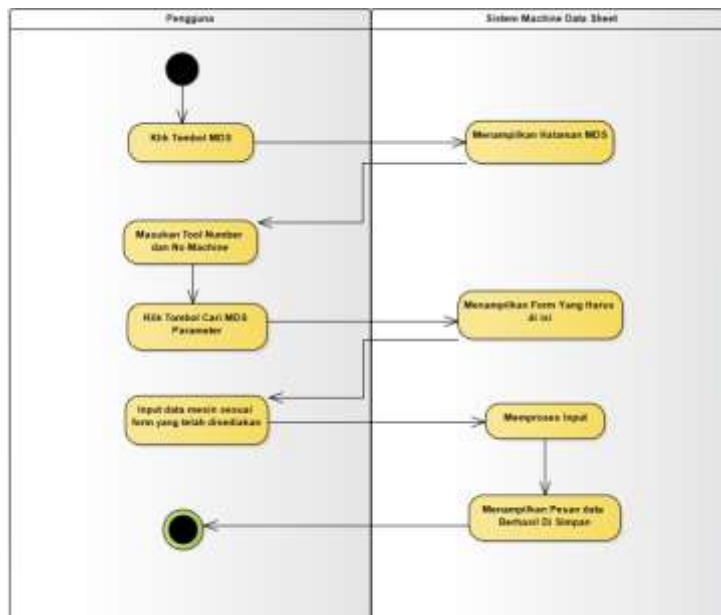 Pengguna
Sistem Machine Data Sheet
Klik Tombol MDS
Menampilkan Halaman MDS
Masukan Tool Number
dan No Machine
Klik Tombol Cari MDS
Parameter
Menampilkan Form Yang Harus
di isi
Input data mesin sesuai
form yang telah disediakan
Memproses Input
Menampilkan Pesan data
Berhasil Di Simpan